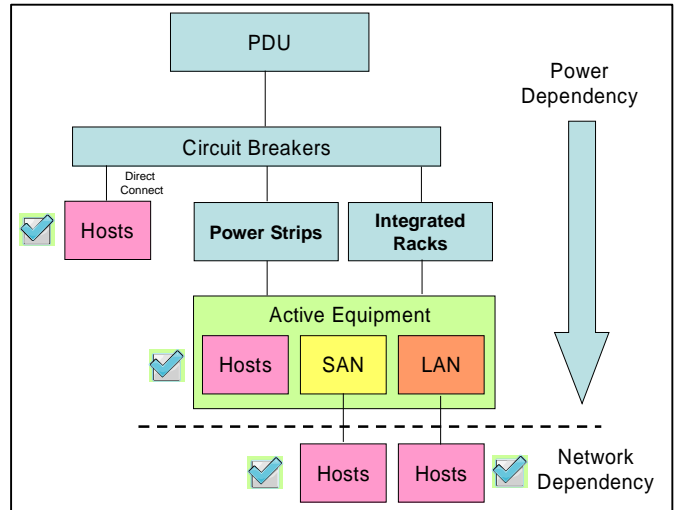 PDU
Power
Dependency
Circuit Breakers
Direct
Connect
Hosts
Power Strips
Integrated
Racks
Active Equipment
Hosts
SAN
LAN
Hosts
Hosts
Network
Dependency